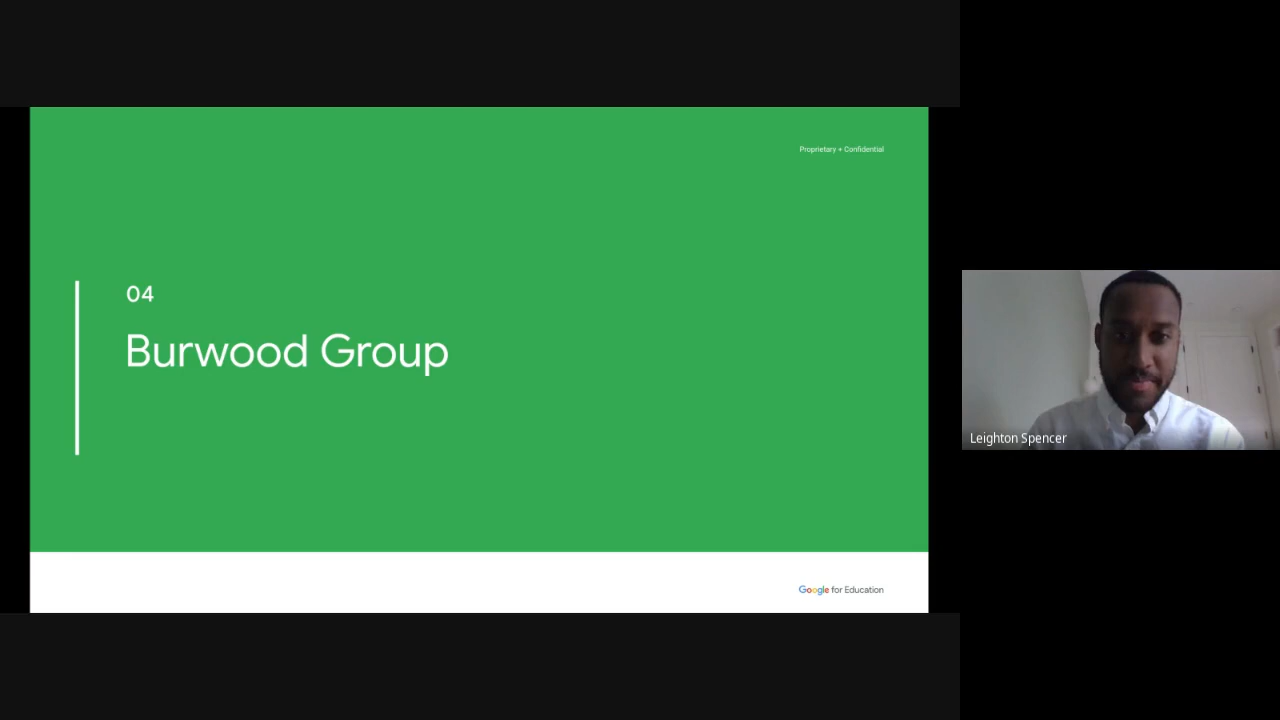 Proprietary + Confidential
04
Burwood Group
Leighton Spencer
Google for Education